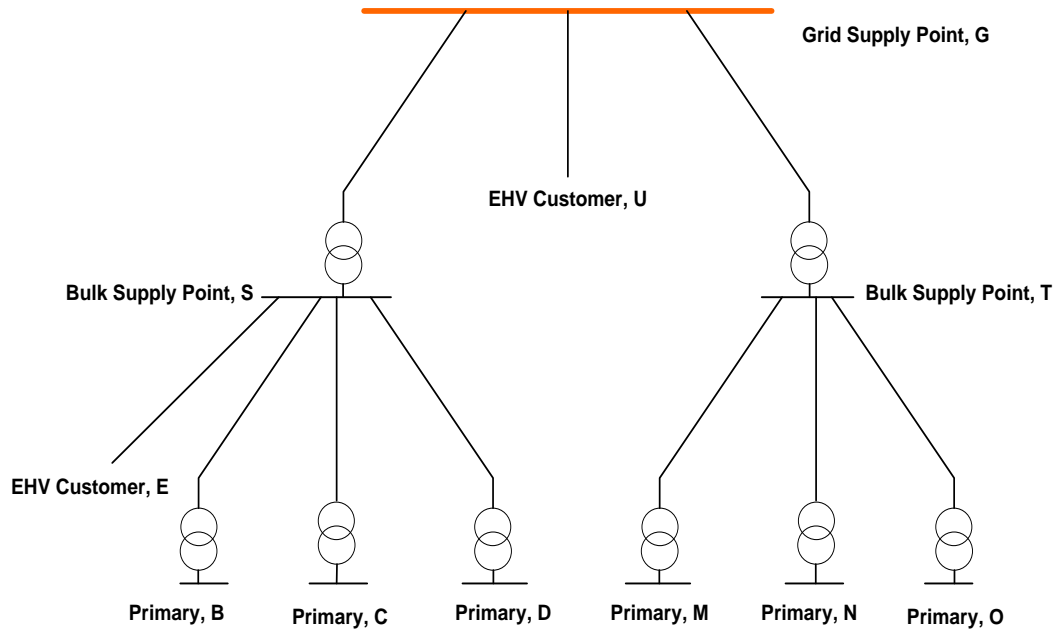 Grid Supply Point, G
EHV Customer, U
Bulk Supply Point, S
Bulk Supply Point, T
EHV Customer, E
Primary, B
Primary, C
Primary, D
Primary, M
Primary, N
Primary, O